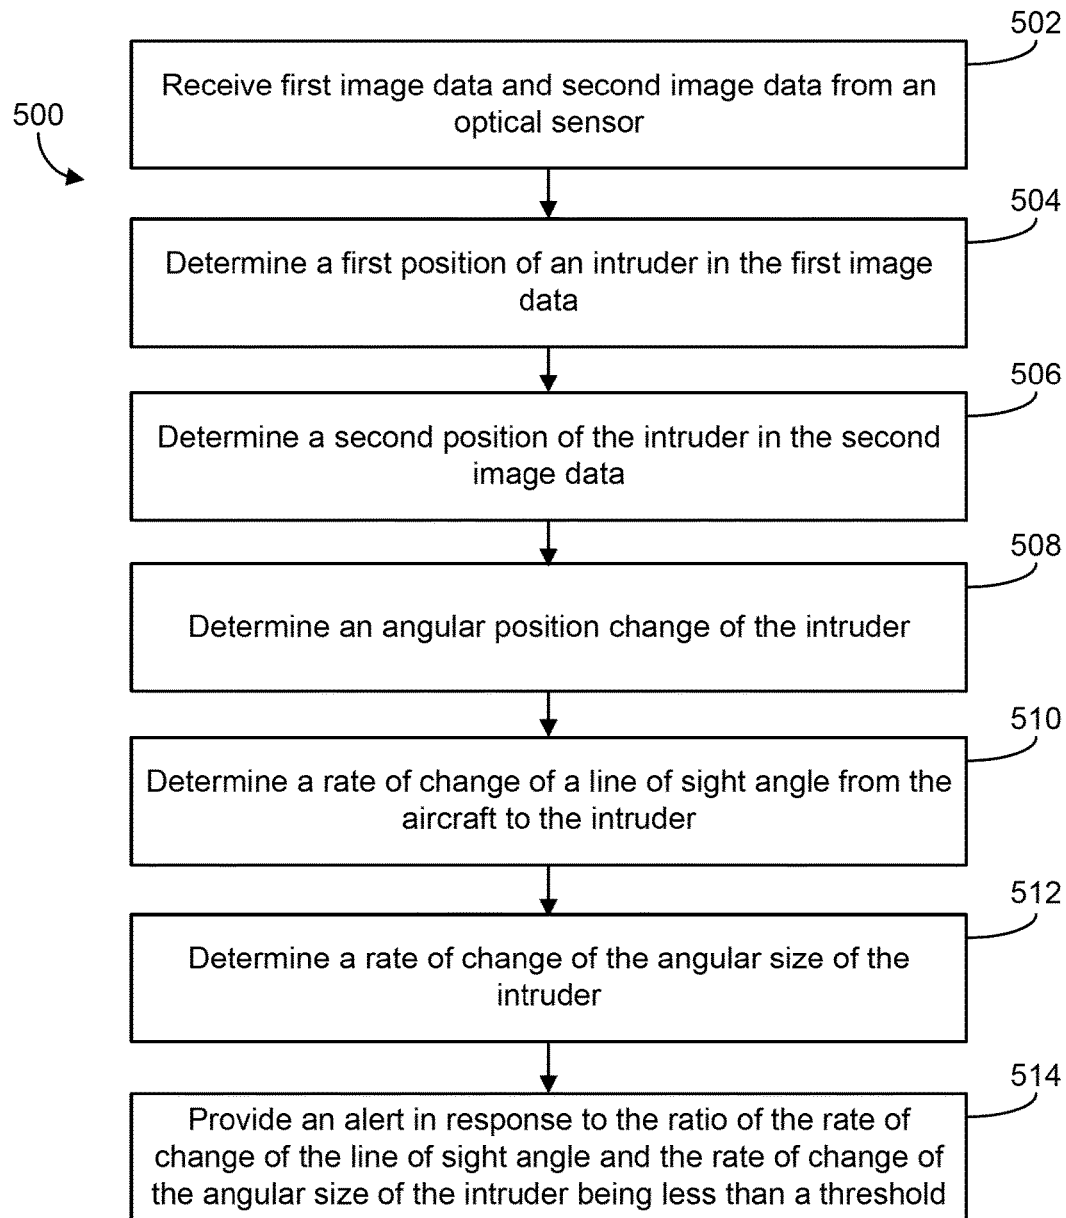 502
Receive first image data and second image data from an
optical sensor
500
504
Determine a first position of an intruder in the first image
data
506
Determine a second position of the intruder in the second
image data
508
Determine an angular position change of the intruder
510
Determine a rate of change of a line of sight angle from the
aircraft to the intruder
512
Determine a rate of change of the angular size of the
intruder
514
Provide an alert in response to the ratio of the rate of
change of the line of sight angle and the rate of change of
the angular size of the intruder being less than a threshold